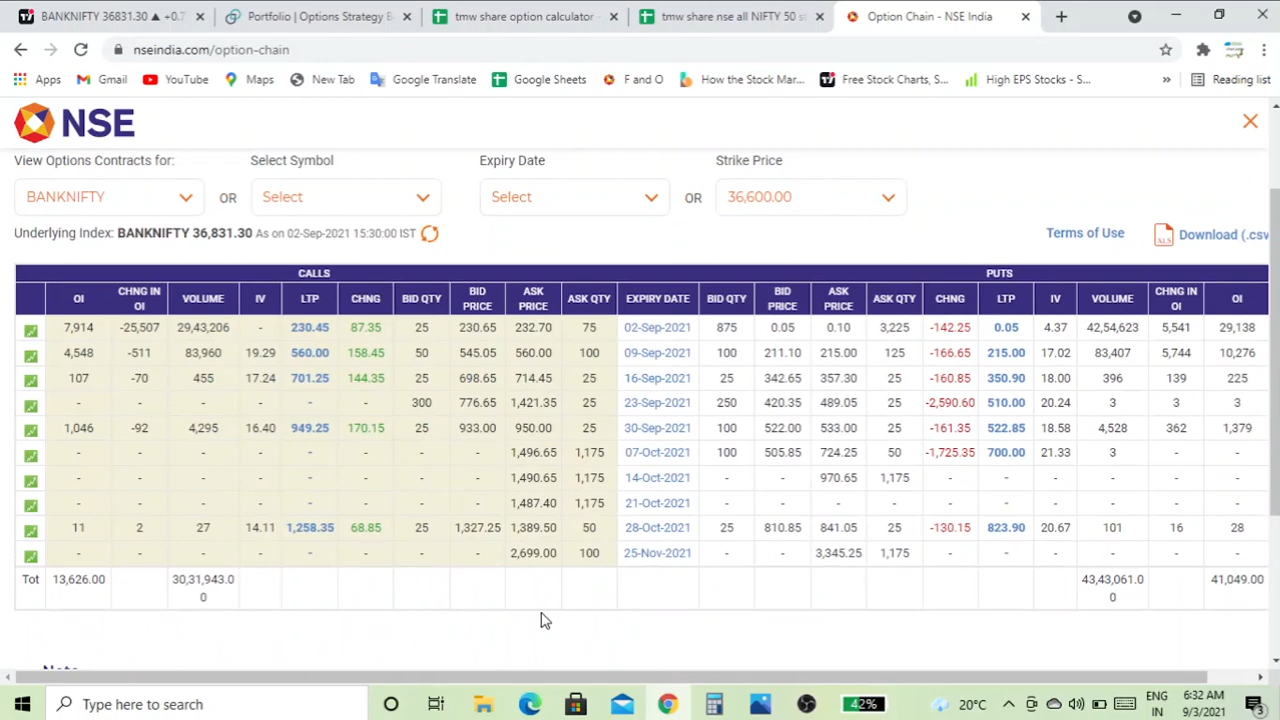 BANKNIFTY 36831.30 ▲ +0.7
Portfolio | Options Strategy B
tmw share option calculator -
tmw share nse all NIFTY 50 st
Option Chain - NSE India
nseindia.com/option-chain
Apps Gmail YouTube Maps New Tab Google Translate Google Sheets F and O How the Stock Mar... Free Stock Charts, S... High EPS Stocks - S... » Reading list
NSE
View Options Contracts for: Select Symbol Expiry Date Strike Price
BANKNIFTY OR Select Select OR 36,600.00
Underlying Index: BANKNIFTY 36,831.30 As on 02-Sep-2021 15:30:00 IST Terms of Use Download (.csv
CALLS PUTS
OI CHNG IN OI VOLUME IV LTP CHNG BID QTY BID PRICE ASK PRICE ASK QTY EXPIRY DATE BID QTY BID PRICE ASK PRICE ASK QTY CHNG LTP IV VOLUME CHNG IN OI OI
7,914 -25,507 29,43,206 - 230.45 87.35 25 230.65 232.70 75 02-Sep-2021 875 0.05 0.10 3,225 -142.25 0.05 4.37 42,54,623 5,541 29,138
4,548 -511 83,960 19.29 560.00 158.45 50 545.05 560.00 100 09-Sep-2021 100 211.10 215.00 125 -166.65 215.00 17.02 83,407 5,744 10,276
107 -70 455 17.24 701.25 144.35 25 698.65 714.45 25 16-Sep-2021 25 342.65 357.30 25 -160.85 350.90 18.00 396 139 225
- - - - - - 300 776.65 1,421.35 25 23-Sep-2021 250 420.35 489.05 25 -2,590.60 510.00 20.24 3 3 3
1,046 -92 4,295 16.40 949.25 170.15 25 933.00 950.00 25 30-Sep-2021 100 522.00 533.00 25 -161.35 522.85 18.58 4,528 362 1,379
- - - - - - - - 1,496.65 1,175 07-Oct-2021 100 505.85 724.25 50 -1,725.35 700.00 21.33 3 - -
- - - - - - - - 1,490.65 1,175 14-Oct-2021 - - 970.65 1,175 - - - - - -
- - - - - - - - 1,487.40 1,175 21-Oct-2021 - - - - - - - - - -
11 2 27 14.11 1,258.35 68.85 25 1,327.25 1,389.50 50 28-Oct-2021 25 810.85 841.05 25 -130.15 823.90 20.67 101 16 28
- - - - - - - - 2,699.00 100 25-Nov-2021 - - 3,345.25 1,175 - - - - - -
Tot 13,626.00 30,31,943.0 43,43,061.0 41,049.00
0 0
Note
Type here to search 42% 20°C ENG 6:32 AM
IN 9/3/2021 3